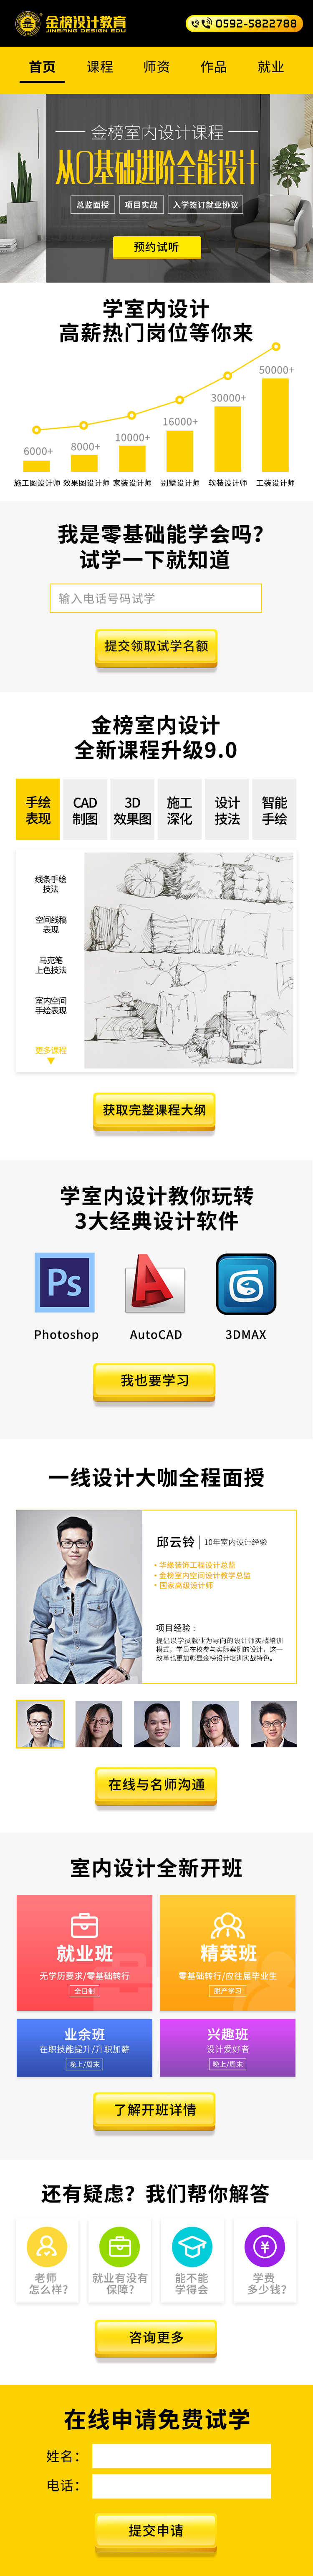 金榜设计教育
JINBANG DESIGN EDU
0592-5822788
首页 课程 师资 作品 就业
金榜室内设计课程
从0基础进阶全能设计
总监面授 项目实战 入学签订就业协议
预约试听
学室内设计
高薪热门岗位等你来
6000+ 8000+ 10000+ 16000+ 30000+ 50000+
施工图设计师 效果图设计师 家装设计师 别墅设计师 软装设计师 工装设计师
我是零基础能学会吗?
试学一下就知道
输入电话号码试学
提交领取试学名额
金榜室内设计
全新课程升级9.0
手绘 CAD 3D 施工 设计 智能
表现 制图 效果图 深化 技法 手绘
线条手绘
技法
空间线稿
表现
马克笔
上色技法
室内空间
手绘表现
更多课程
获取完整课程大纲
学室内设计教你玩转
3大经典设计软件
Ps
Photoshop AutoCAD 3DMAX
我也要学习
一线设计大咖全程面授
邱云铃 10年室内设计经验
· 华缘装饰工程设计总监
· 金榜室内空间设计教学总监
· 国家高级设计师
项目经验：
提倡以学员就业为导向的设计师实战培训
模式，学员在校参与实际案例的设计，这一
改革也更加彰显金榜设计培训实战特色。
在线与名师沟通
室内设计全新开班
就业班 精英班
无学历要求/零基础转行 零基础转行/应往届毕业生
全日制
业余班 兴趣班
在职技能提升/升职加薪 设计爱好者
晚上/周末 晚上/周末
了解开班详情
还有疑虑？我们帮你解答
老师 就业有没有 能不能 学费
怎么样? 保障? 学得会 多少钱?
咨询更多
在线申请免费试学
姓名：
电话：
提交申请